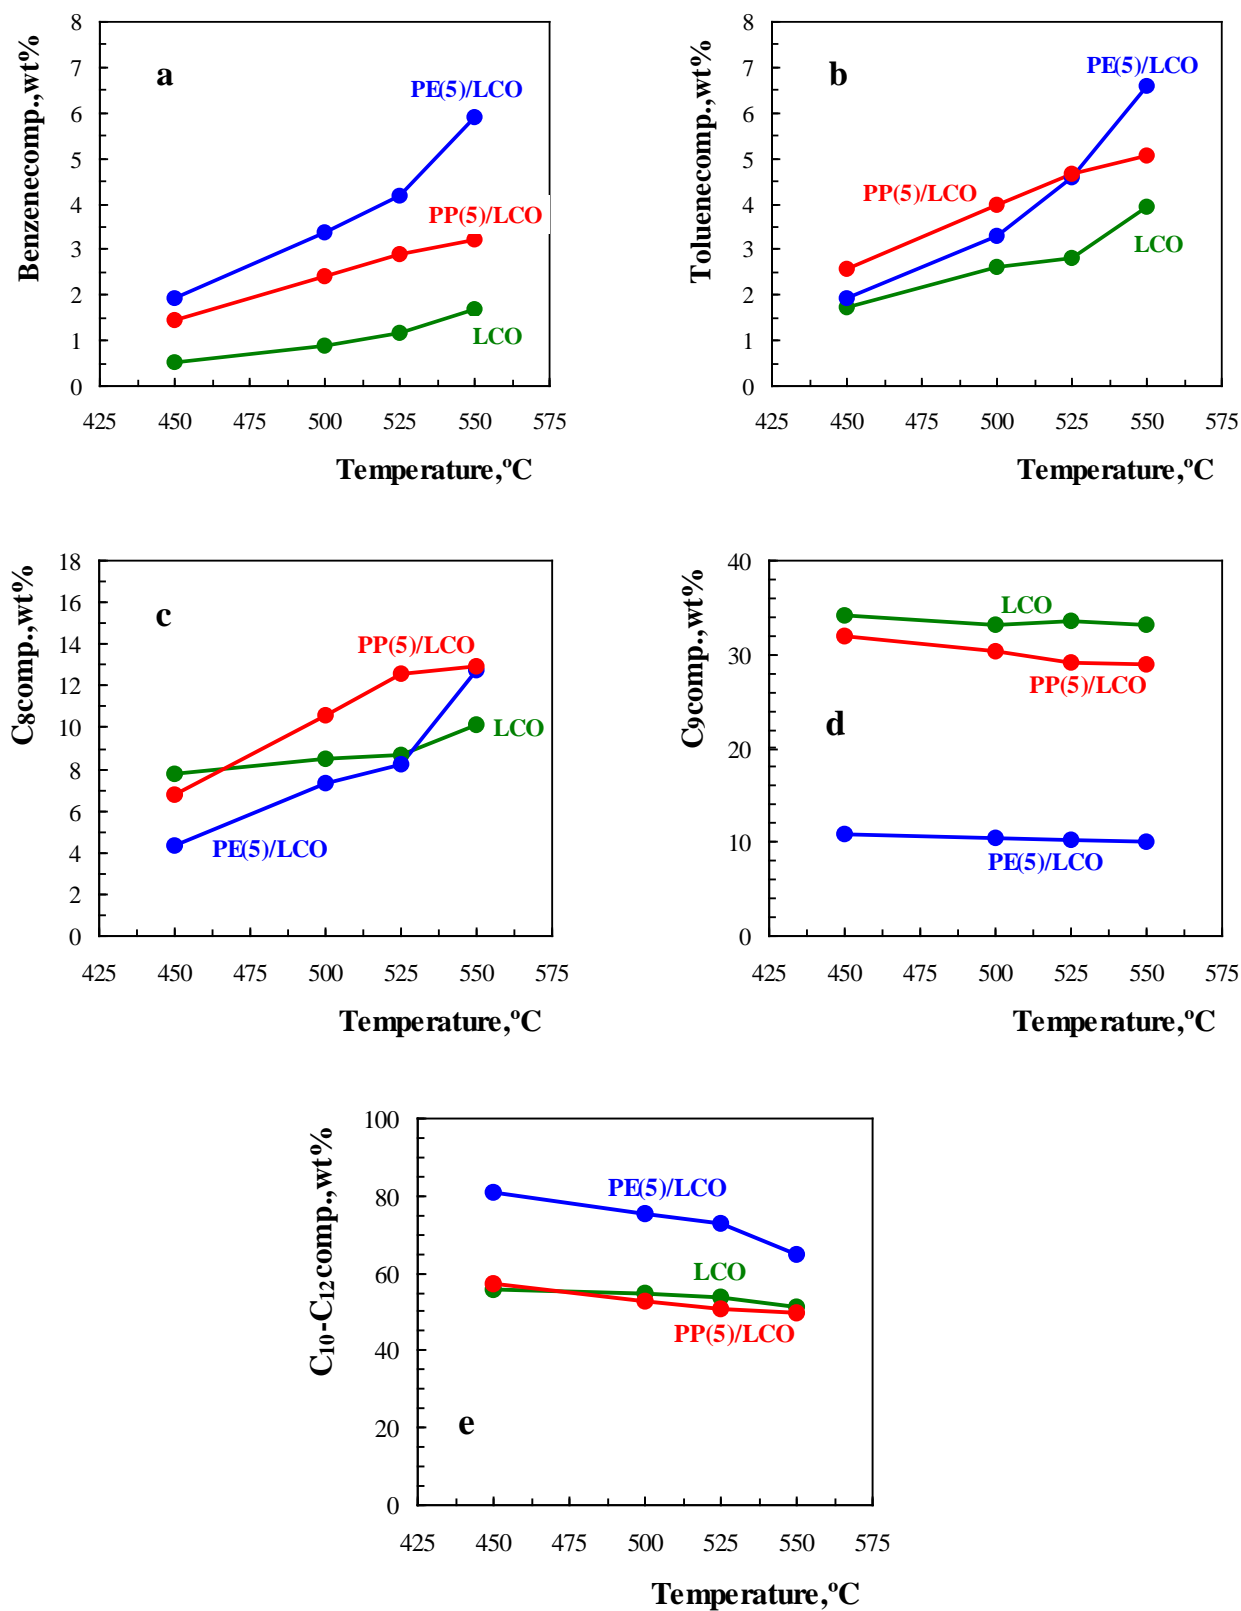 8
7
6
5
4
3
2
1
0
Benzenecomp.,wt%
a
PE(5)/LCO
PP(5)/LCO
LCO
425 450 475 500 525 550 575
Temperature,ºC
8
7
6
5
4
3
2
1
0
Toluenecomp.,wt%
b
PE(5)/LCO
PP(5)/LCO
LCO
425 450 475 500 525 550 575
Temperature,ºC
18
16
14
12
10
8
6
4
2
0
C8comp.,wt%
c
PP(5)/LCO
LCO
PE(5)/LCO
425 450 475 500 525 550 575
Temperature,ºC
40
30
20
10
0
C9comp.,wt%
LCO
PP(5)/LCO
d
PE(5)/LCO
425 450 475 500 525 550 575
Temperature,ºC
100
80
60
40
20
0
C10-C12comp.,wt%
PE(5)/LCO
LCO
PP(5)/LCO
e
425 450 475 500 525 550 575
Temperature,ºC